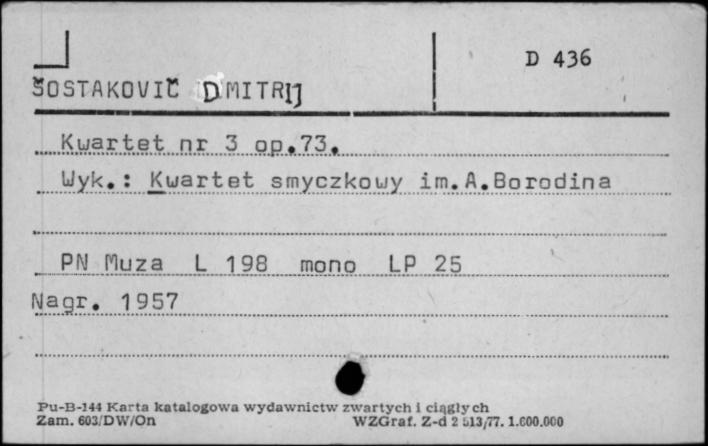 D 436
ŠOSTAKOVIČ DMITRIJ
Kwartet nr 3 op.73.
Wyk.: Kwartet smyczkowy im.A.Borodina
PN Muza L 198 mono LP 25
Nagr. 1957
Pu-B-144 Karta katalogowa wydawnictw zwartych i ciągłych
Zam. 603/DW/On WZGraf. Z-d 2 513/77. 1.000.000